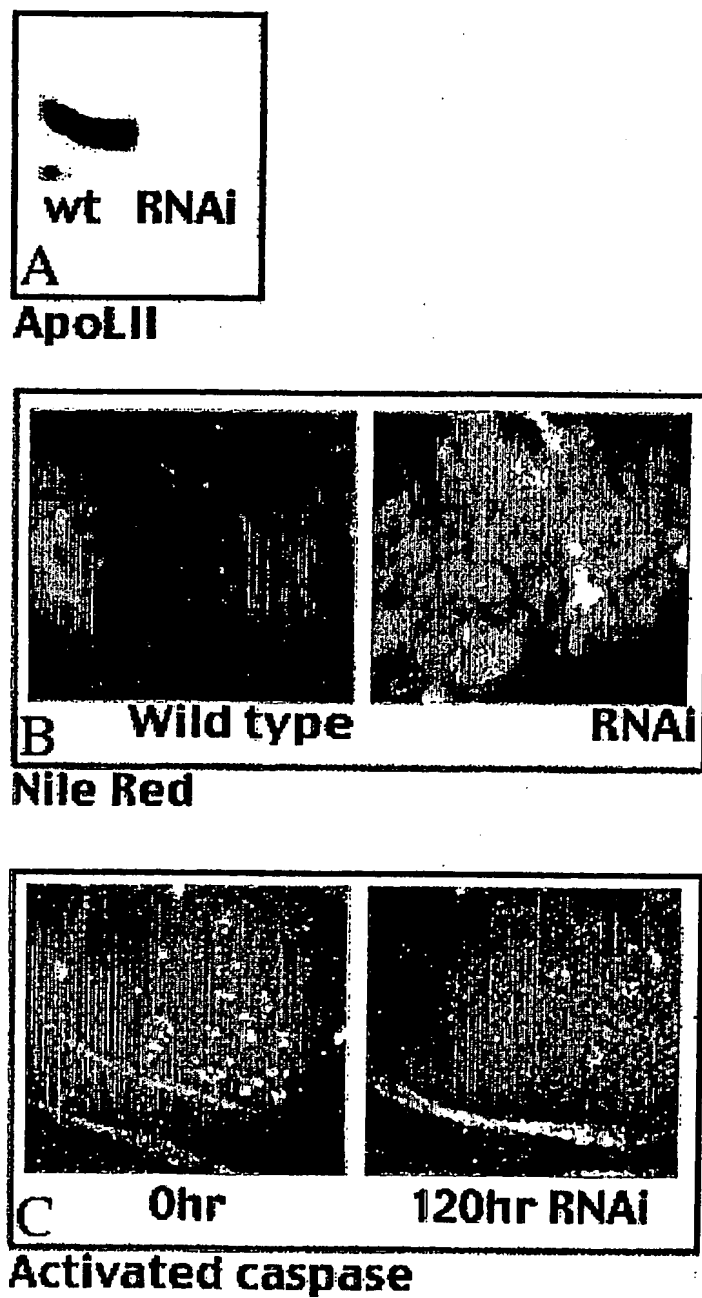 wt RNAi
A
ApoLII
Wild type RNAi
B
Nile Red
0hr 120hr RNAi
C
Activated caspase